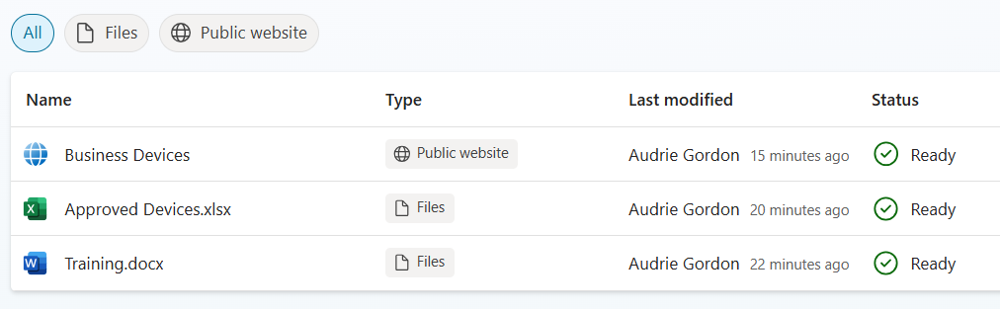 All Files Public website
Name Type Last modified Status
Business Devices Public website Audrie Gordon 15 minutes ago Ready
Approved Devices.xlsx Files Audrie Gordon 20 minutes ago Ready
Training.docx Files Audrie Gordon 22 minutes ago Ready